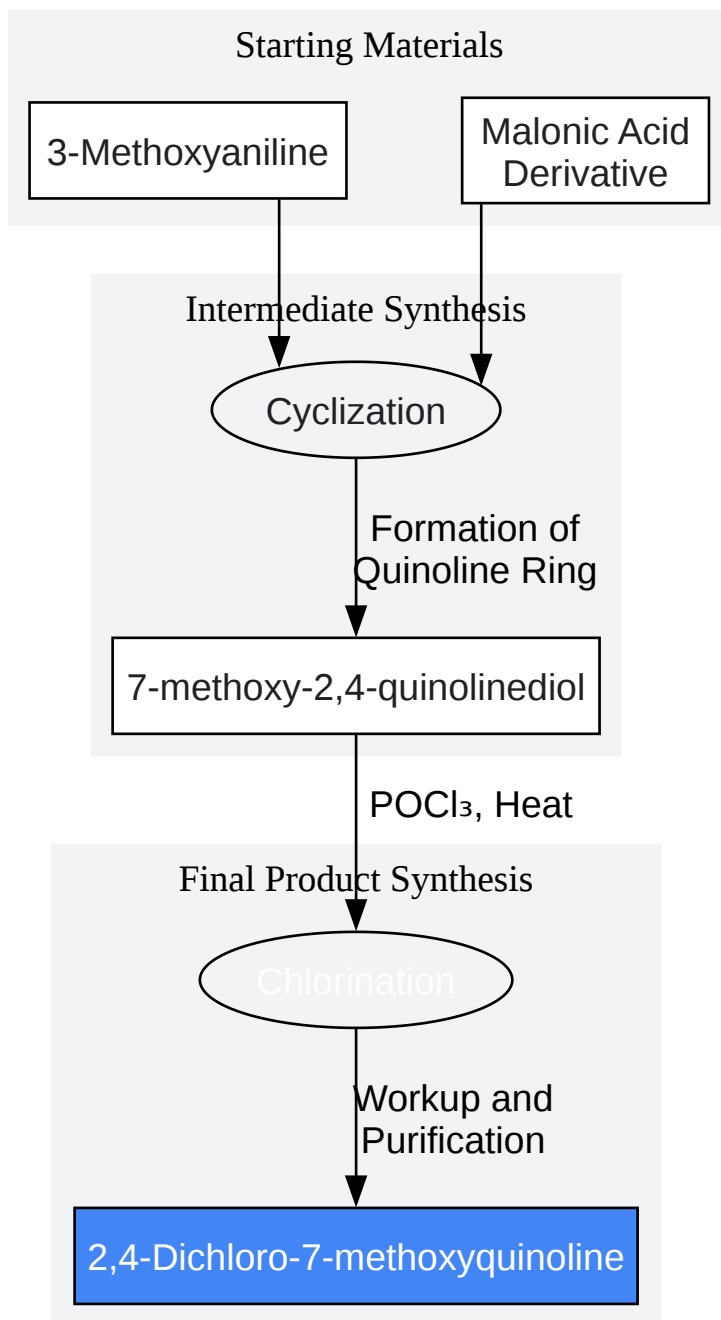 Starting Materials
3-Methoxyaniline
Malonic Acid
Derivative
Intermediate Synthesis
Cyclization
Formation of
Quinoline Ring
7-methoxy-2,4-quinolinediol
POCl₃, Heat
Final Product Synthesis
Chlorination
Workup and
Purification
2,4-Dichloro-7-methoxyquinoline